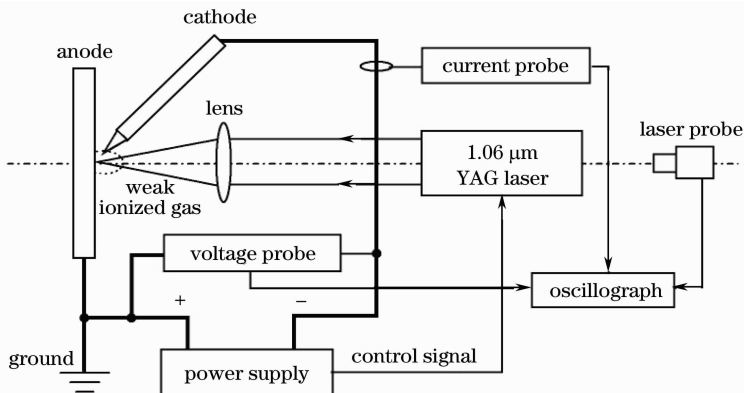 cathode
anode
current probe
lens
laser probe
1.06 μm
YAG laser
weak
ionized gas
voltage probe
+
−
oscillograph
ground
control signal
power supply